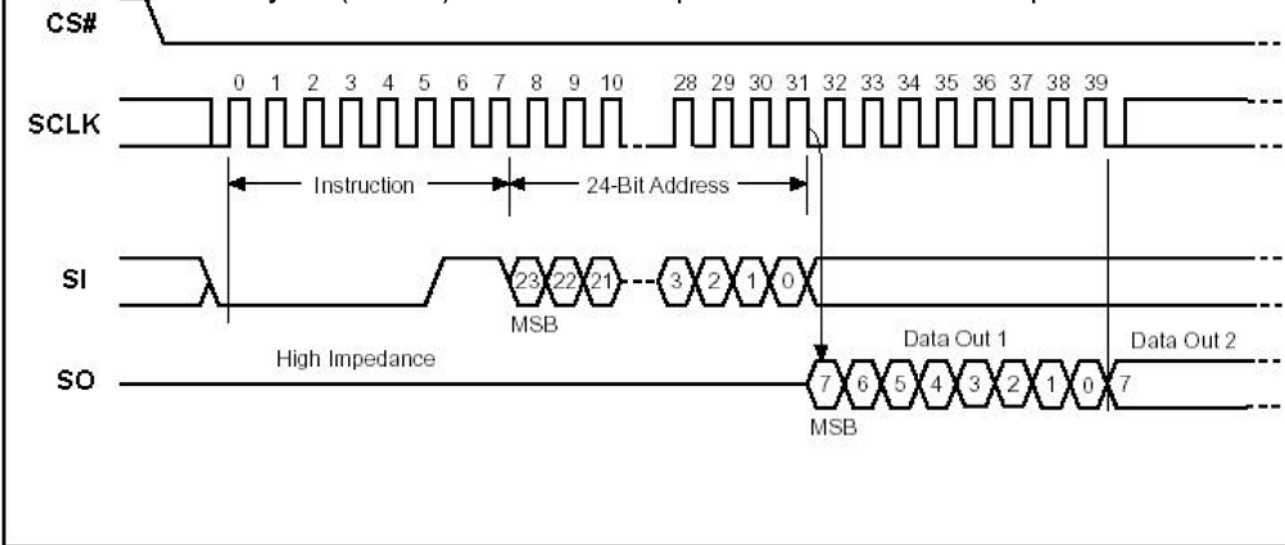 CS#
0 1 2 3 4 5 6 7 8 9 10 28 29 30 31 32 33 34 35 36 37 38 39
SCLK
Instruction 24-Bit Address
SI 23 22 21 3 2 1 0
MSB
High Impedance Data Out 1 Data Out 2
SO 7 6 5 4 3 2 1 0 7
MSB